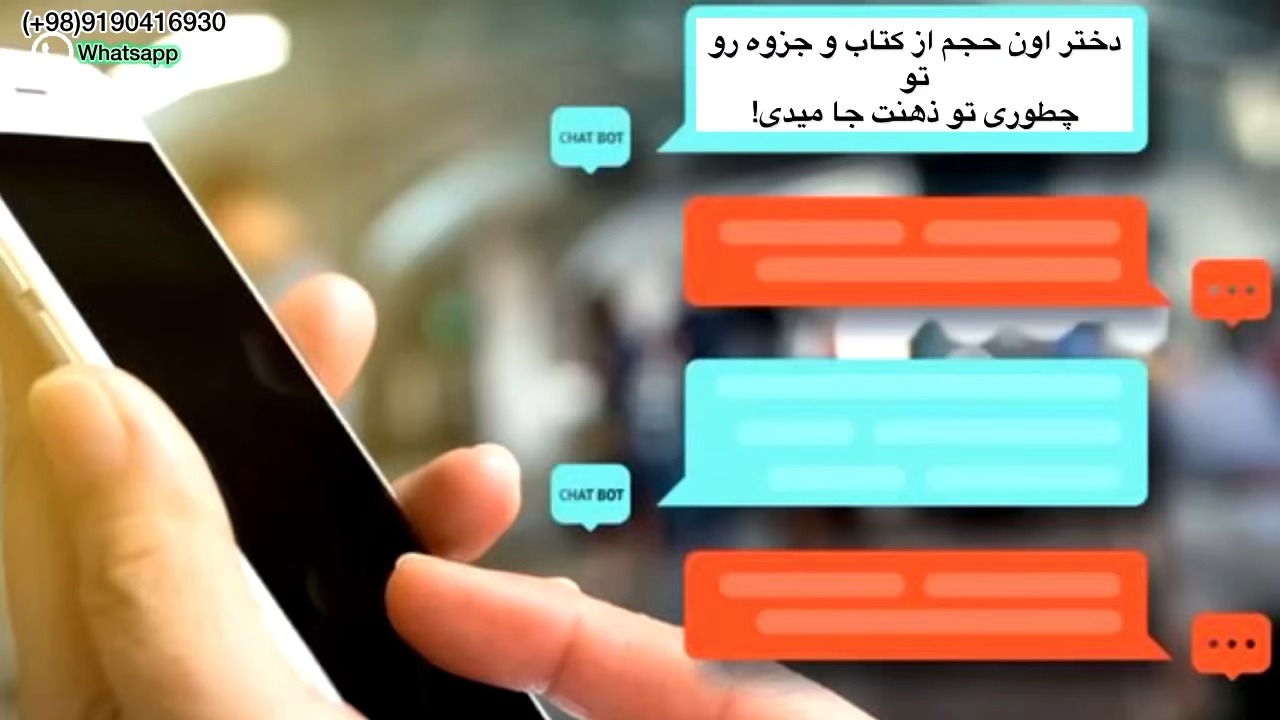 (+98)9190416930
Whatsapp
دختر اون حجم از کتاب و جزوه رو
تو
چطوری تو ذهنت جا میدی!
CHAT BOT
CHAT BOT